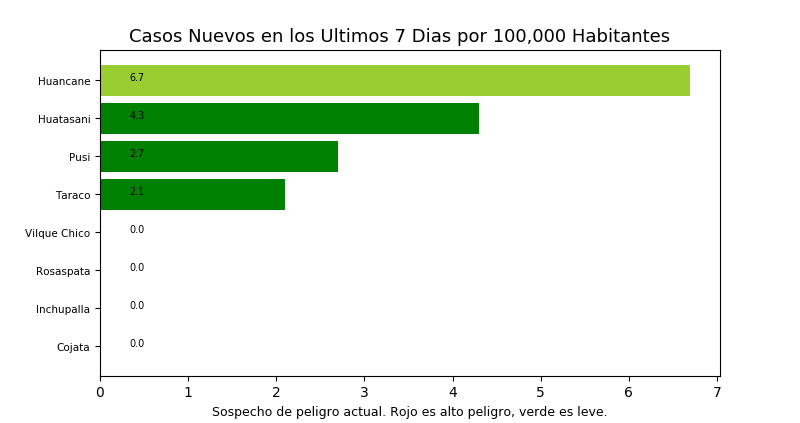 Casos Nuevos en los Ultimos 7 Dias por 100,000 Habitantes
Huancane 6.7
Huatasani 4.3
Pusi 2.7
Taraco 2.1
Vilque Chico 0.0
Rosaspata 0.0
Inchupalla 0.0
Cojata 0.0
0 1 2 3 4 5 6 7
Sospecho de peligro actual. Rojo es alto peligro, verde es leve.